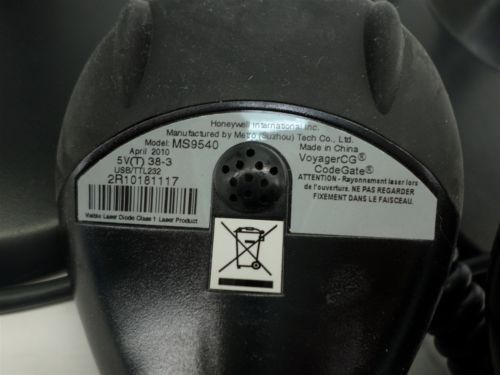 Honeywell International Inc.
Manufactured by Metro (Suzhou) Tech Co., Ltd.
Model: MS9540
April 2010
5V(T) 38-3
USB/TTL232
2R10181117
Visible Laser Diode Class 1 Laser Product
Made in China
VoyagerCG®
CodeGate®
ATTENTION - Rayonnement laser lors
de l'ouverture. NE PAS REGARDER
FIXEMENT DANS LE FAISCEAU.